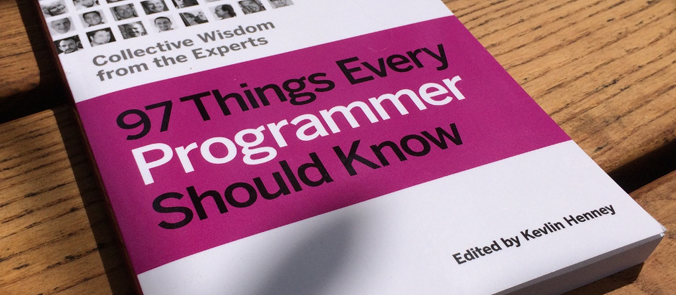 Collective Wisdom
from the Experts
97 Things Every
Programmer
Should Know
Edited by Kevlin Henney